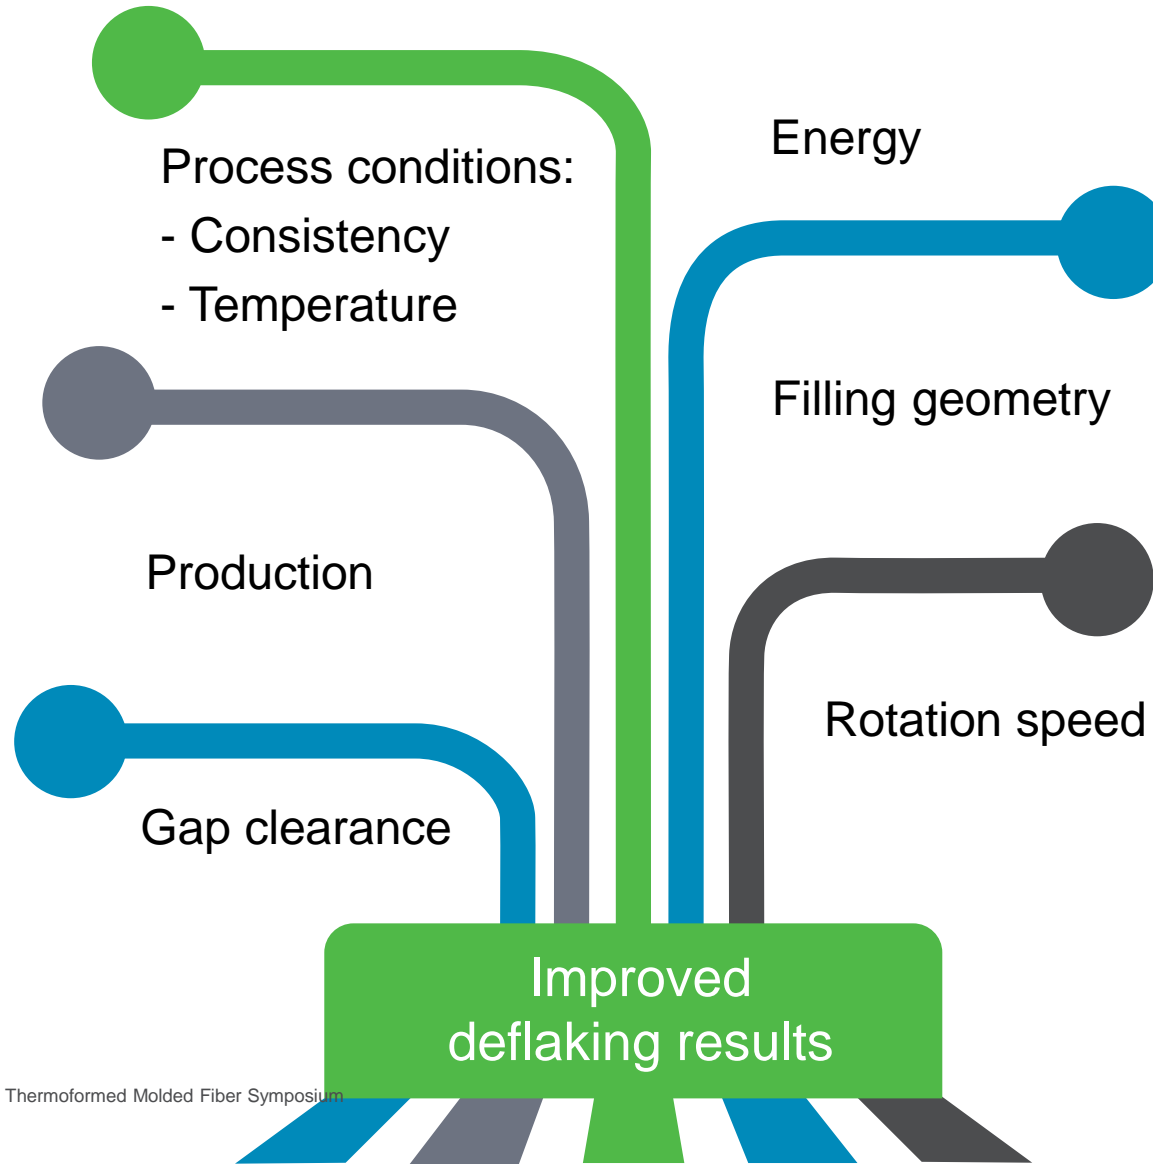 Process conditions:
- Consistency
- Temperature
Energy
Filling geometry
Production
Rotation speed
Gap clearance
Improved
deflaking results
Thermoformed Molded Fiber Symposium